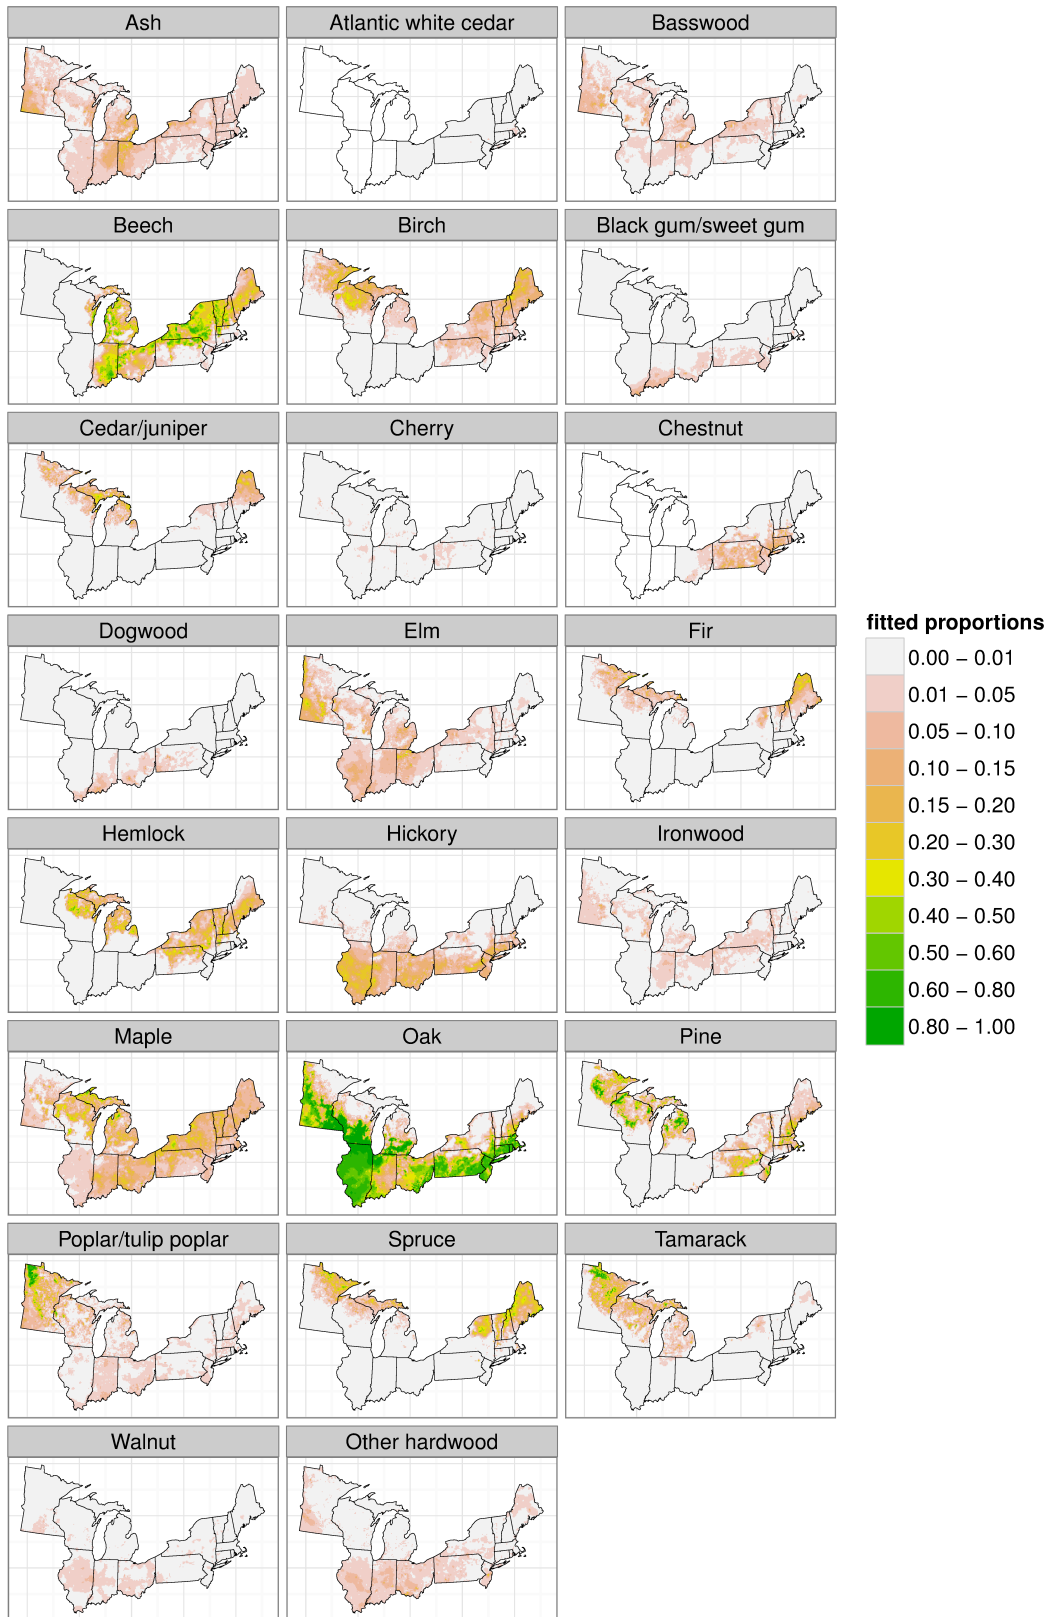 Ash
Atlantic white cedar
Basswood
Beech
Birch
Black gum/sweet gum
Cedar/juniper
Cherry
Chestnut
Dogwood
Elm
Fir
Hemlock
Hickory
Ironwood
Maple
Oak
Pine
Poplar/tulip poplar
Spruce
Tamarack
Walnut
Other hardwood
fitted proportions
0.00 − 0.01
0.01 − 0.05
0.05 − 0.10
0.10 − 0.15
0.15 − 0.20
0.20 − 0.30
0.30 − 0.40
0.40 − 0.50
0.50 − 0.60
0.60 − 0.80
0.80 − 1.00